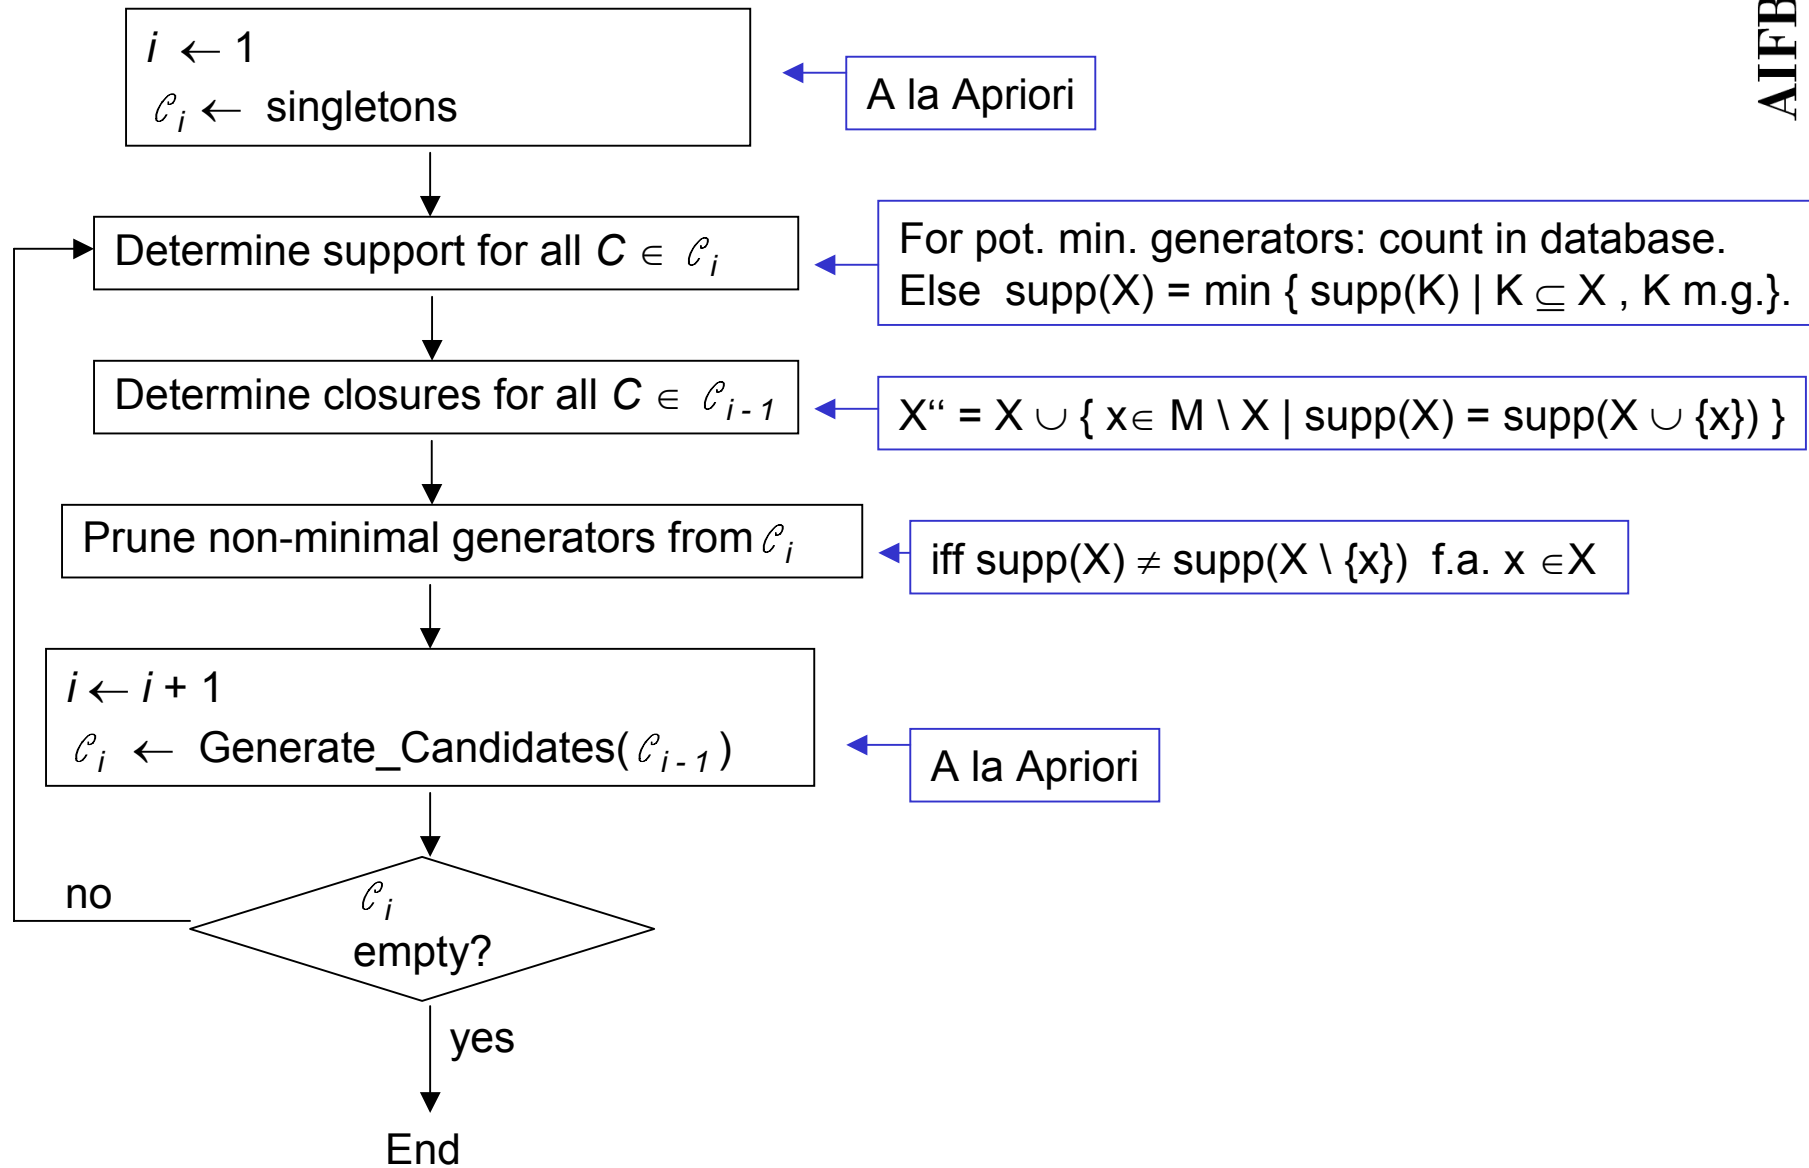 AIFB
i ← 1
𝒞i ← singletons
A la Apriori
Determine support for all C ∈ 𝒞i
For pot. min. generators: count in database.
Else supp(X) = min { supp(K) | K ⊆ X , K m.g.}.
Determine closures for all C ∈ 𝒞i - 1
X“ = X ∪ { x∈ M \ X | supp(X) = supp(X ∪ {x}) }
Prune non-minimal generators from 𝒞i
iff supp(X) ≠ supp(X \ {x}) f.a. x ∈X
i ← i + 1
𝒞i ← Generate_Candidates( 𝒞i - 1 )
A la Apriori
no
𝒞i
empty?
yes
End